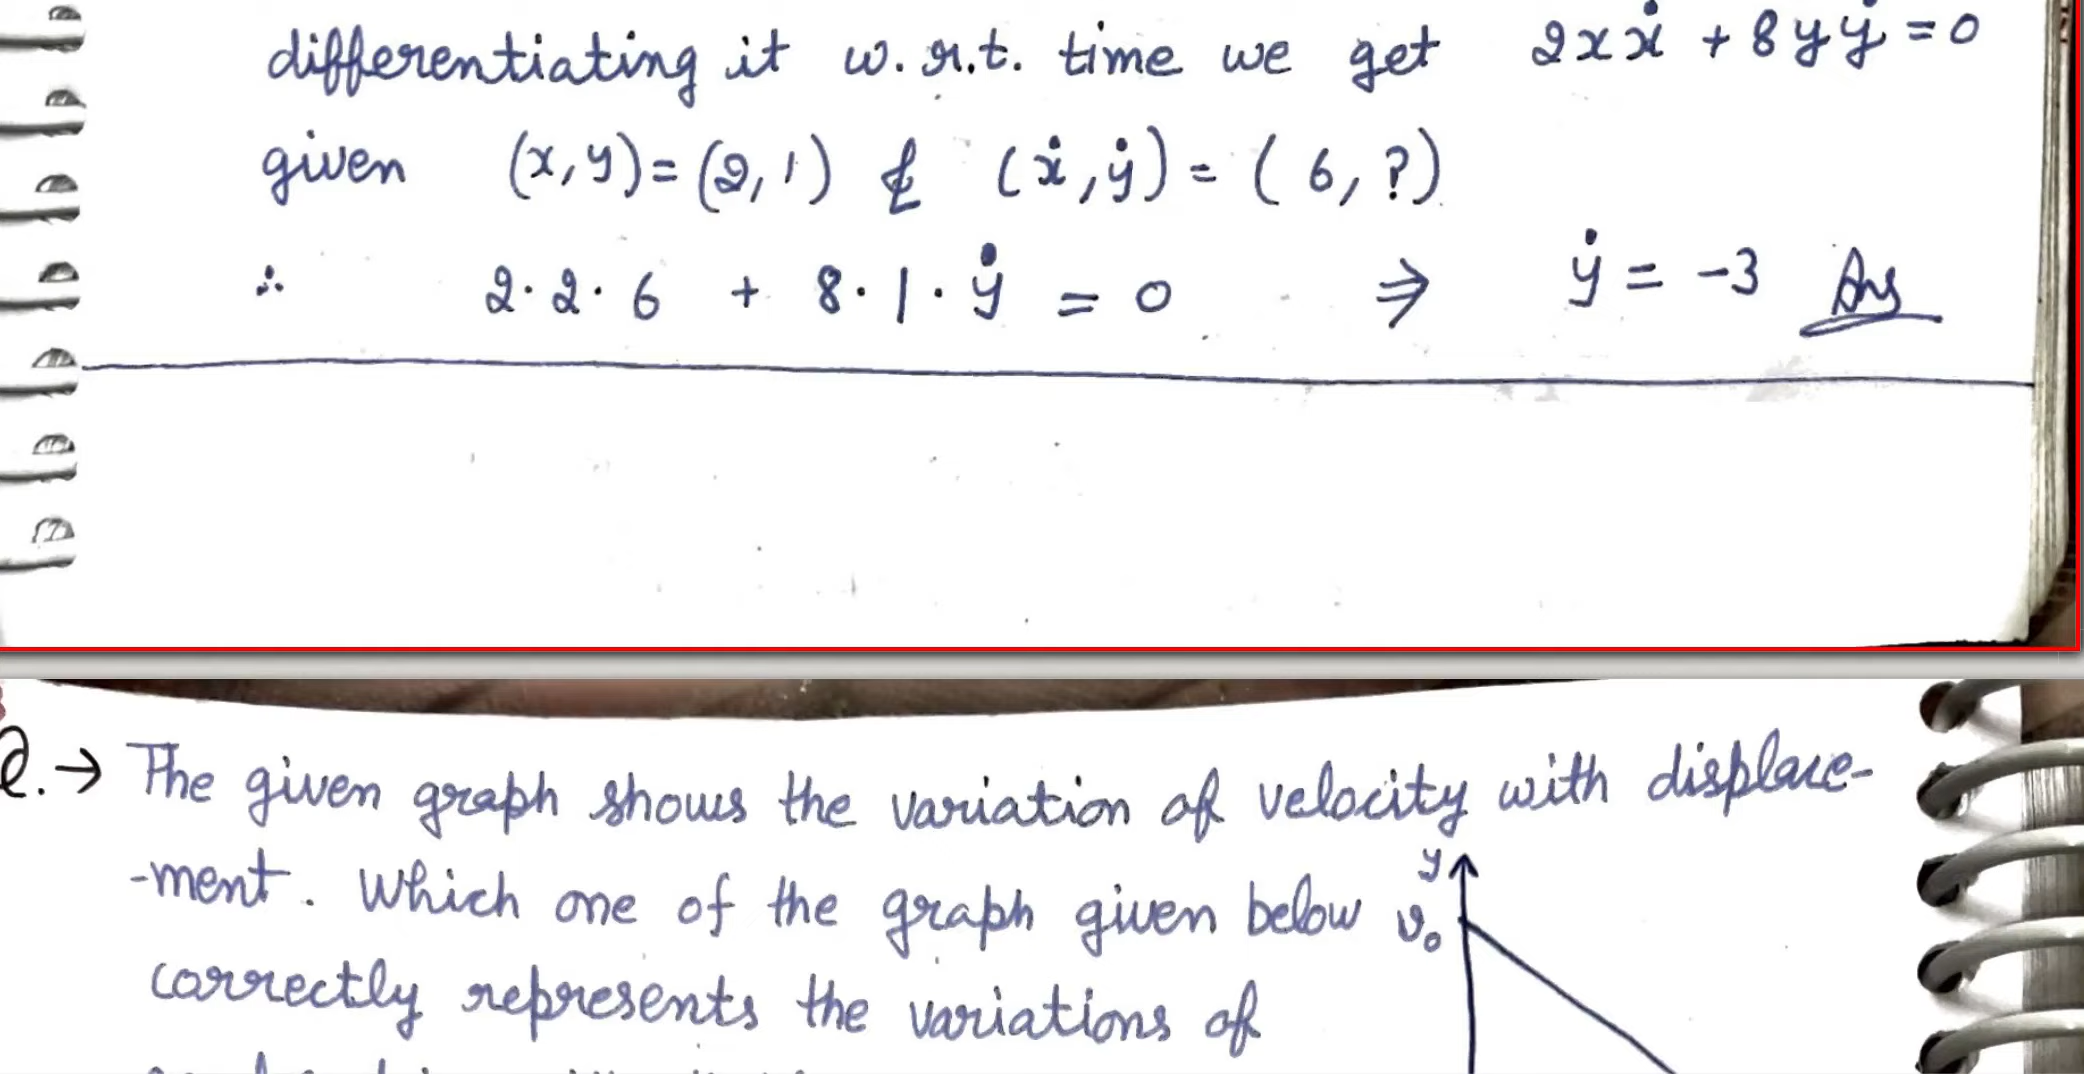 differentiating it w.r.t. time we get 2xẋ + 8yẏ = 0
given (x,y) = (2,1) & (ẋ,ẏ) = (6,?)
∴ 2·2·6 + 8·1·ẏ = 0 ⇒ ẏ = -3 Ans
Q.→ The given graph shows the variation of velocity with displace-
-ment. Which one of the graph given below
y
v₀
correctly represents the variations of